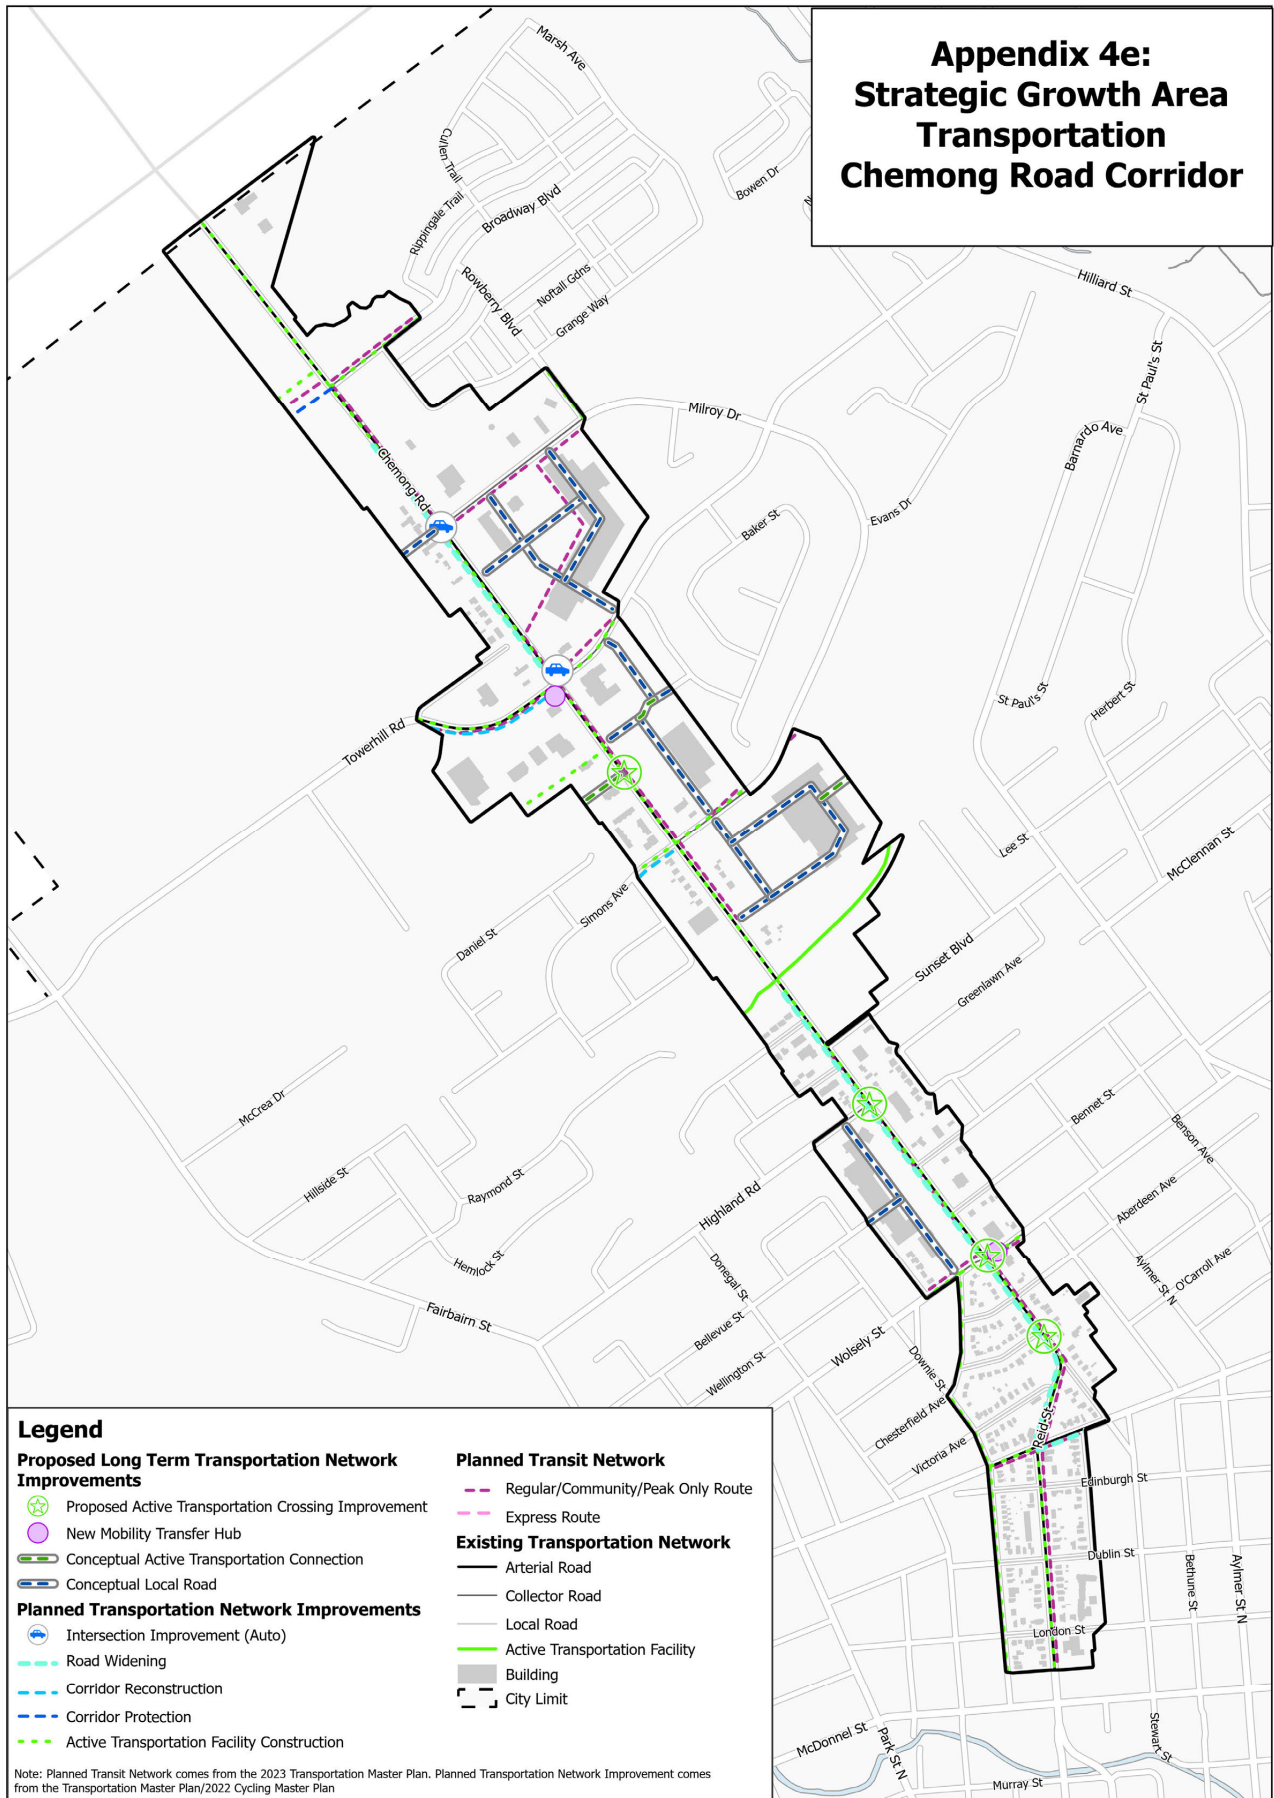 Appendix 4e:
Strategic Growth Area
Transportation
Chemong Road Corridor
Marsh Ave
Cullen Trail
Rippingale Trail
Broadway Blvd
Bowen Dr
Rowberry Blvd
Noftall Gdns
Grange Way
Hilliard St
St Paul's St
Milroy Dr
Barnardo Ave
Chemong Rd
Baker St
Evans Dr
St Paul's St
Herbert St
Towerhill Rd
Lee St
McClennan St
Simons Ave
Daniel St
Sunset Blvd
Greenlawn Ave
McCrea Dr
Bennet St
Benson Ave
Hillside St
Raymond St
Highland Rd
Aberdeen Ave
Hemlock St
Donegal St
Aylmer St N
O'Carroll Ave
Fairbairn St
Bellevue St
Wolsely St
Wellington St
Downie St
Chesterfield Ave
Reid St
Victoria Ave
Edinburgh St
Dublin St
Bethune St
Aylmer St N
London St
McDonnel St
Park St N
Stewart St
Murray St
Legend
Proposed Long Term Transportation Network
Improvements
Proposed Active Transportation Crossing Improvement
New Mobility Transfer Hub
Conceptual Active Transportation Connection
Conceptual Local Road
Planned Transportation Network Improvements
Intersection Improvement (Auto)
Road Widening
Corridor Reconstruction
Corridor Protection
Active Transportation Facility Construction
Planned Transit Network
Regular/Community/Peak Only Route
Express Route
Existing Transportation Network
Arterial Road
Collector Road
Local Road
Active Transportation Facility
Building
City Limit
Note: Planned Transit Network comes from the 2023 Transportation Master Plan. Planned Transportation Network Improvement comes
from the Transportation Master Plan/2022 Cycling Master Plan